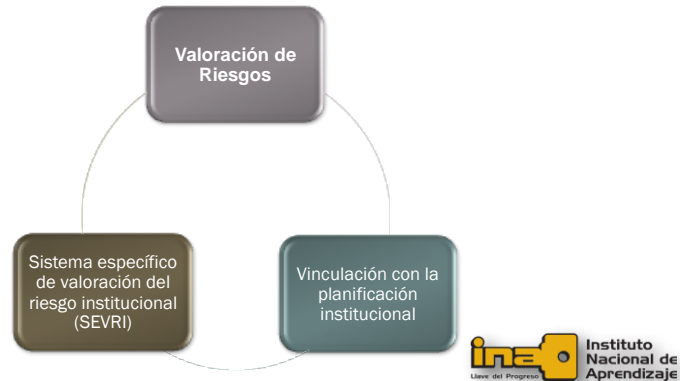 Valoración de
Riesgos
Sistema específico
de valoración del
riesgo institucional
(SEVRI)
Vinculación con la
planificación
institucional
ina
Llave del Progreso
Instituto
Nacional de
Aprendizaje